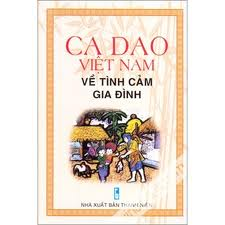 CA DAO
VIỆT NAM
VỀ TÌNH CẢM
GIA ĐÌNH
NHÀ XUẤT BẢN THANH NIÊN